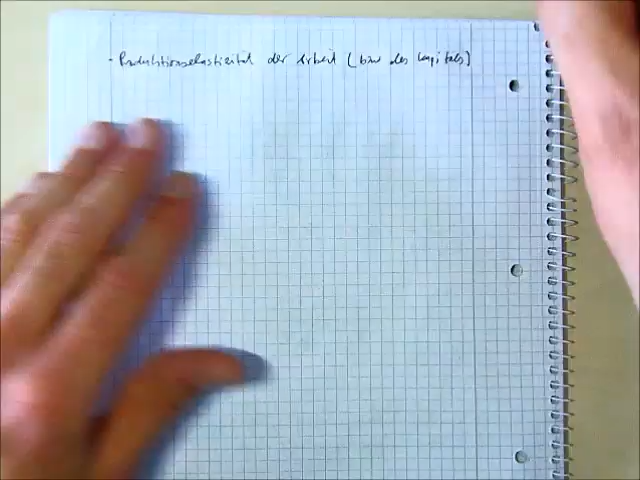 - Produktionselastizität der Arbeit (bzw des Kapitals)